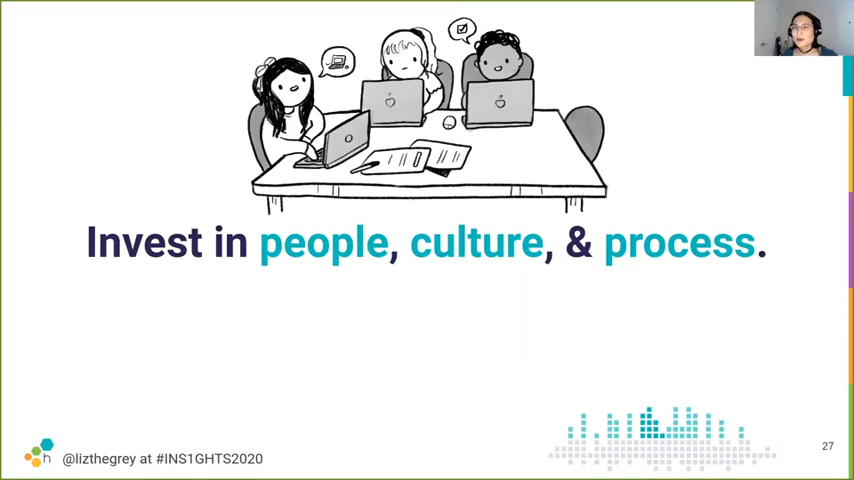 Invest in people, culture, & process.
h
@lizthegrey at #INS1GHTS2020
27